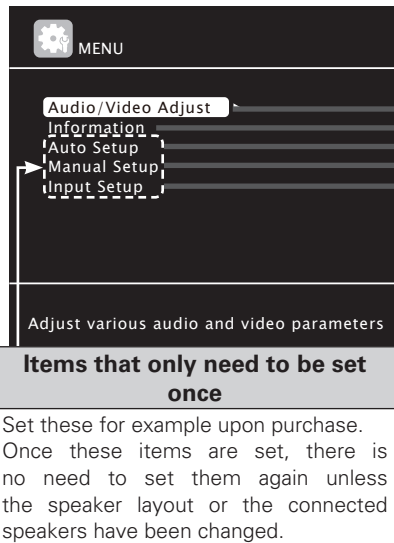 MENU
Audio/Video Adjust
Information
Auto Setup
Manual Setup
Input Setup
Adjust various audio and video parameters
Items that only need to be set
once
Set these for example upon purchase.
Once these items are set, there is
no need to set them again unless
the speaker layout or the connected
speakers have been changed.